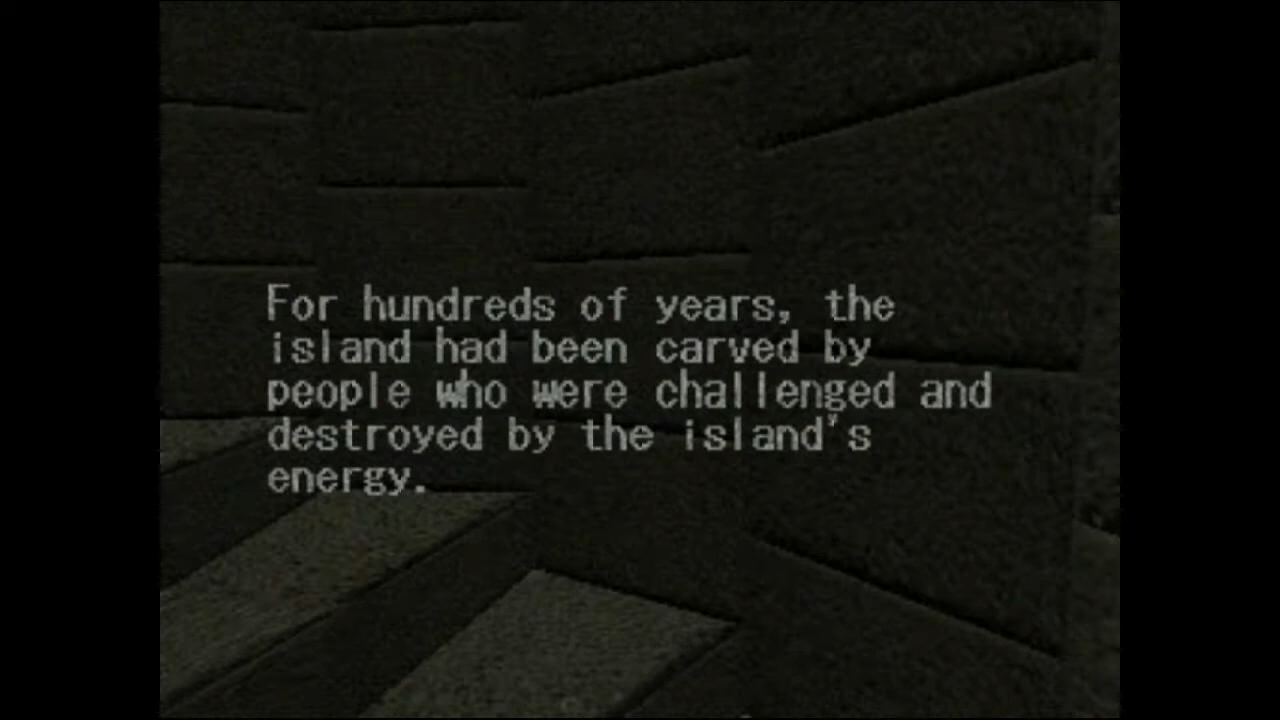 For hundreds of years, the
island had been carved by
people who were challenged and
destroyed by the island's
energy.